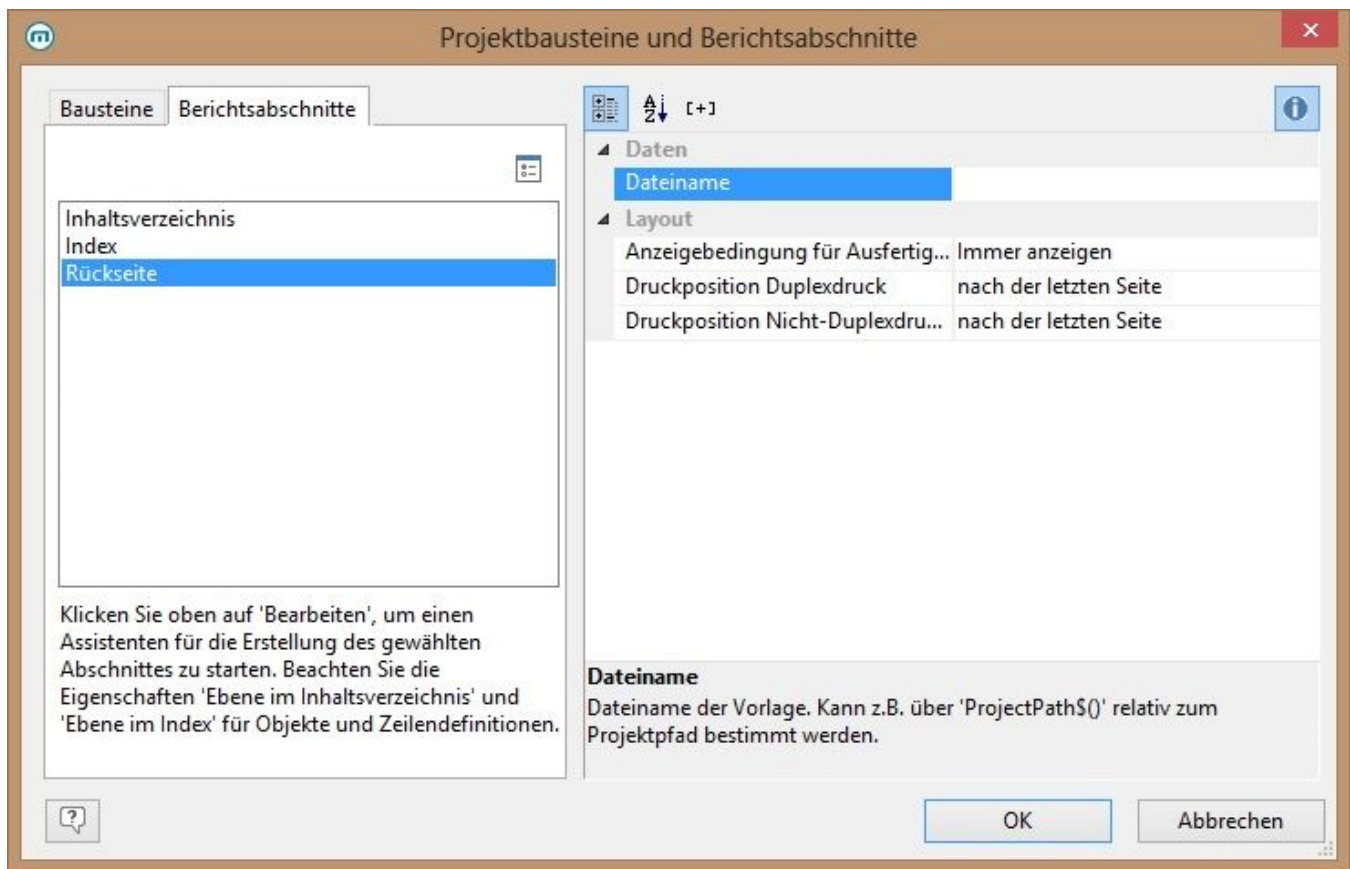 Projektbausteine und Berichtsabschnitte
Bausteine Berichtsabschnitte
Inhaltsverzeichnis
Index
Rückseite
Klicken Sie oben auf 'Bearbeiten', um einen
Assistenten für die Erstellung des gewählten
Abschnittes zu starten. Beachten Sie die
Eigenschaften 'Ebene im Inhaltsverzeichnis' und
'Ebene im Index' für Objekte und Zeilendefinitionen.
Daten
Dateiname
Layout
Anzeigebedingung für Ausfertig... Immer anzeigen
Druckposition Duplexdruck nach der letzten Seite
Druckposition Nicht-Duplexdru... nach der letzten Seite
Dateiname
Dateiname der Vorlage. Kann z.B. über 'ProjectPath$()' relativ zum
Projektpfad bestimmt werden.
OK Abbrechen